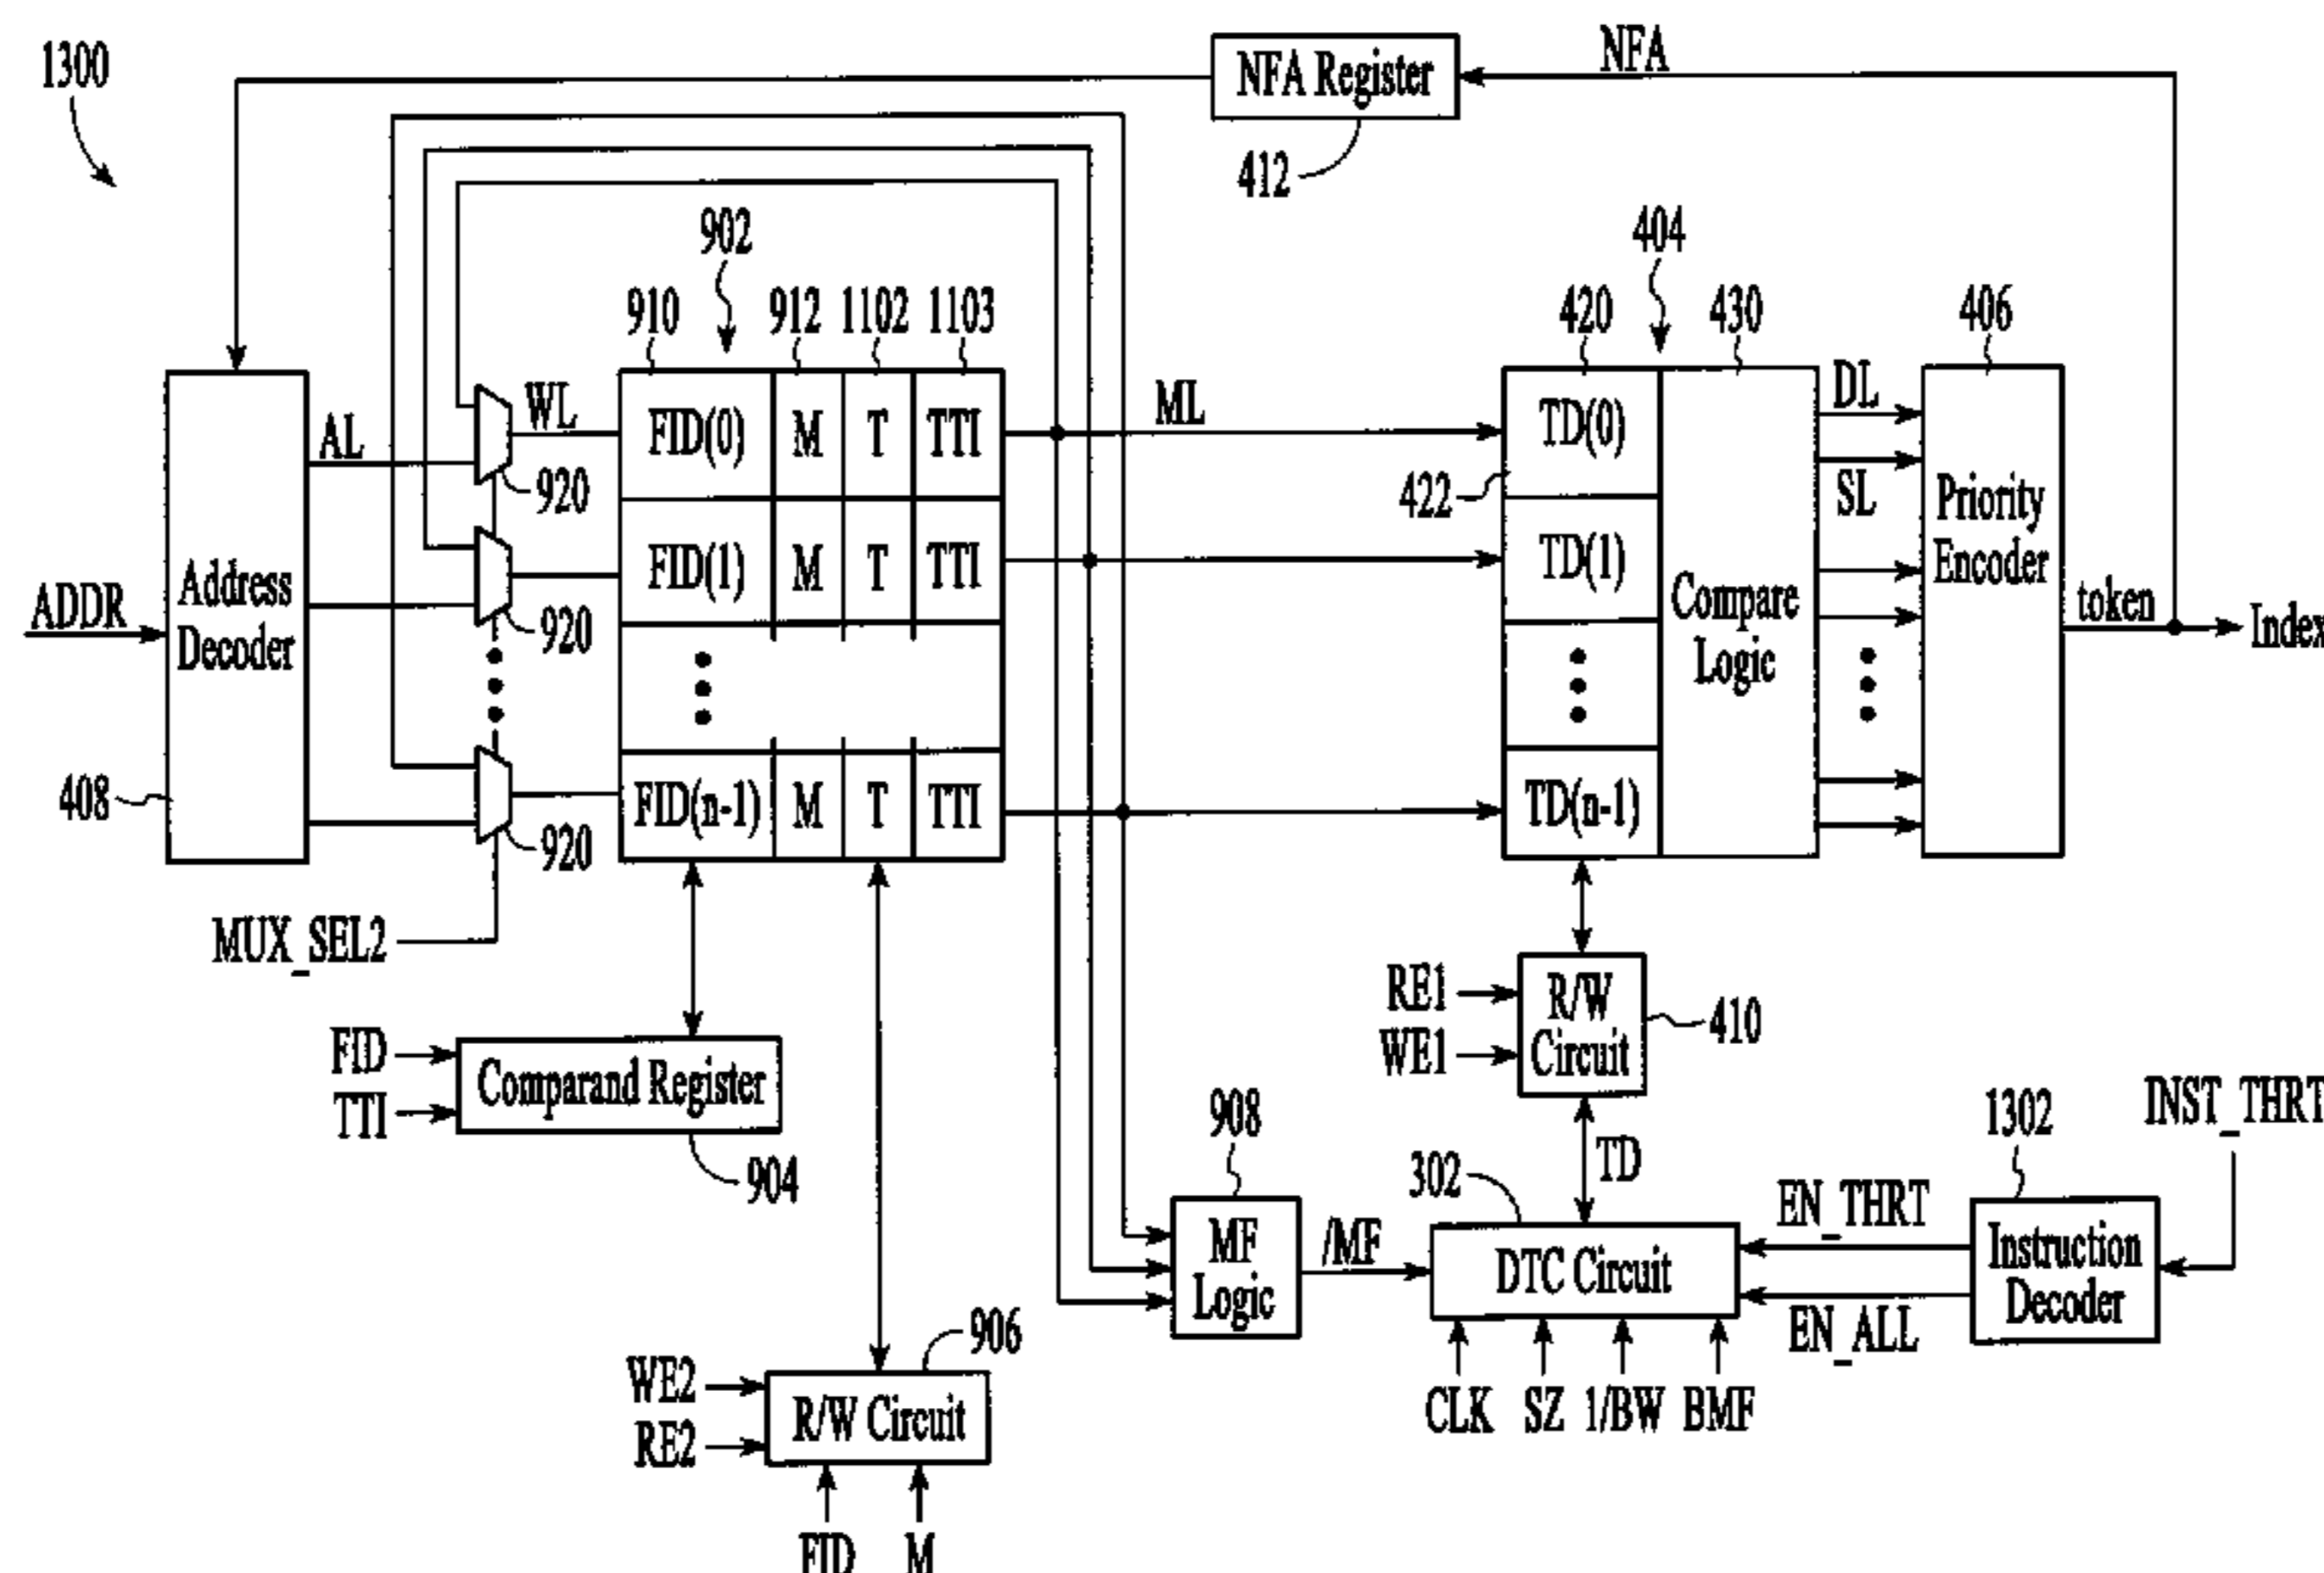 1300
NFA Register
NFA
412
902
404
910
912
1102
1103
420
430
406
AL
WL
FID(0)
M
T
TTI
ML
TD(0)
DL
920
422
SL
Priority
Encoder
FID(1)
M
T
TTI
TD(1)
ADDR
Address
Decoder
920
Compare
Logic
token
Index
408
FID(n-1)
M
T
TTI
TD(n-1)
920
MUX_SEL2
RE1
WE1
R/W
Circuit
410
FID
TTI
Comparand Register
904
908
302
TD
1302
INST_THRT
MF
Logic
/MF
DTC Circuit
EN_THRT
EN_ALL
Instruction
Decoder
906
WE2
RE2
R/W Circuit
CLK
SZ
1/BW
BMF
FID
M